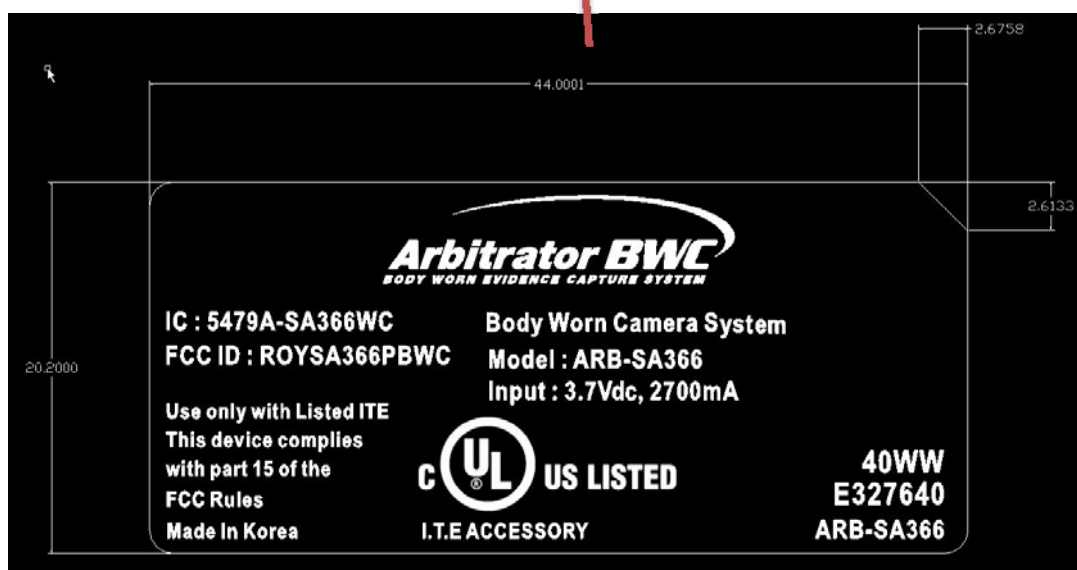 2.6758
44.0001
2.6133
Arbitrator BWC
BODY WORN EVIDENCE CAPTURE SYSTEM
IC : 5479A-SA366WC
FCC ID : ROYSA366PBWC
Body Worn Camera System
Model : ARB-SA366
Input : 3.7Vdc, 2700mA
20.2000
Use only with Listed ITE
This device complies
with part 15 of the
FCC Rules
Made In Korea
C UL ® US LISTED
I.T.E ACCESSORY
40WW
E327640
ARB-SA366